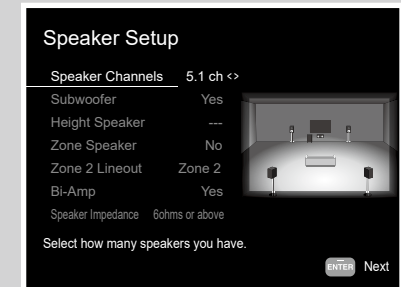 Speaker Setup
Speaker Channels 5.1 ch <>
Subwoofer Yes
Height Speaker ---
Zone Speaker No
Zone 2 Lineout Zone 2
Bi-Amp Yes
Speaker Impedance 6ohms or above
Select how many speakers you have.
ENTER Next